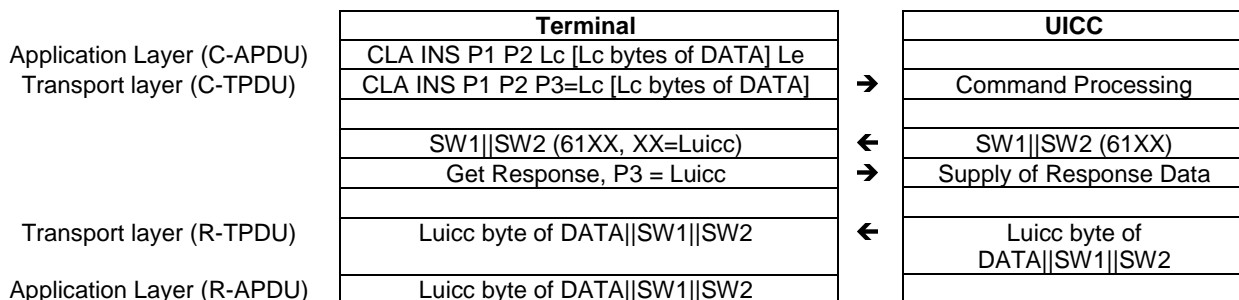 Terminal UICC
Application Layer (C-APDU) CLA INS P1 P2 Lc [Lc bytes of DATA] Le
Transport layer (C-TPDU) CLA INS P1 P2 P3=Lc [Lc bytes of DATA] → Command Processing
SW1||SW2 (61XX, XX=Luicc) ← SW1||SW2 (61XX)
Get Response, P3 = Luicc → Supply of Response Data
Transport layer (R-TPDU) Luicc byte of DATA||SW1||SW2 ← Luicc byte of
DATA||SW1||SW2
Application Layer (R-APDU) Luicc byte of DATA||SW1||SW2